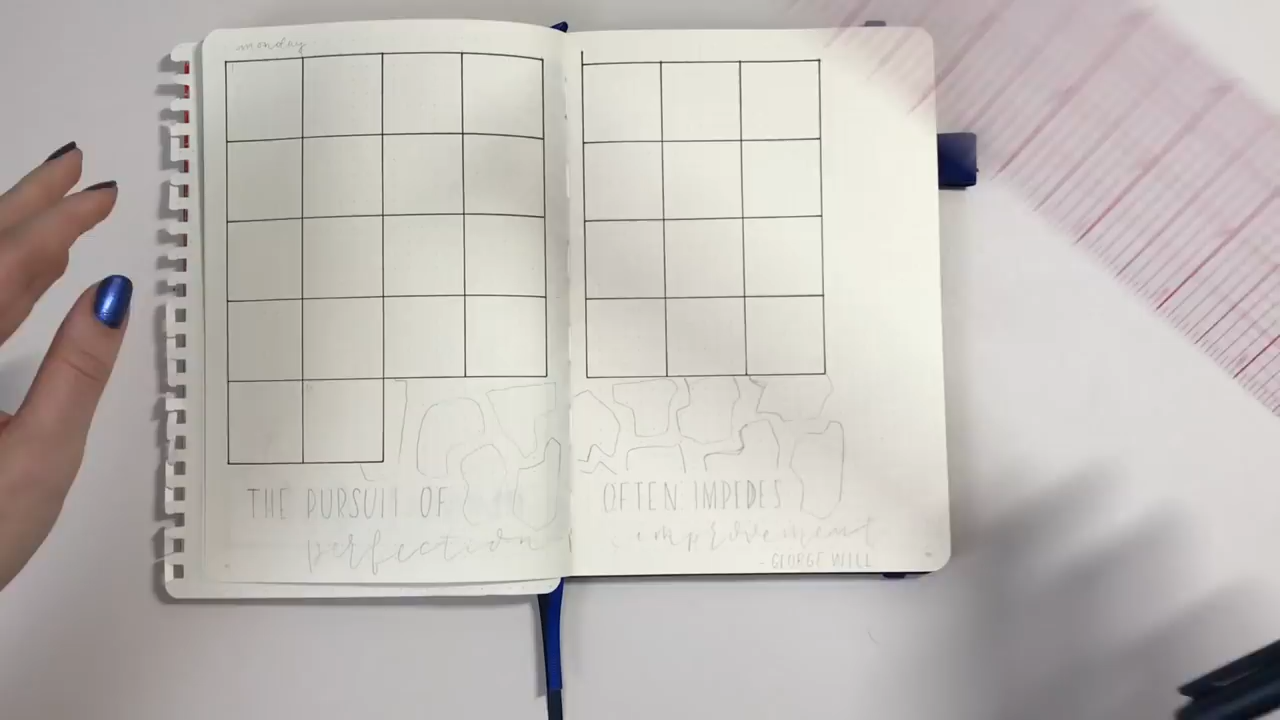 monday
THE PURSUIT OF OFTEN IMPEDES
perfection improvement
- GEORGE WILL